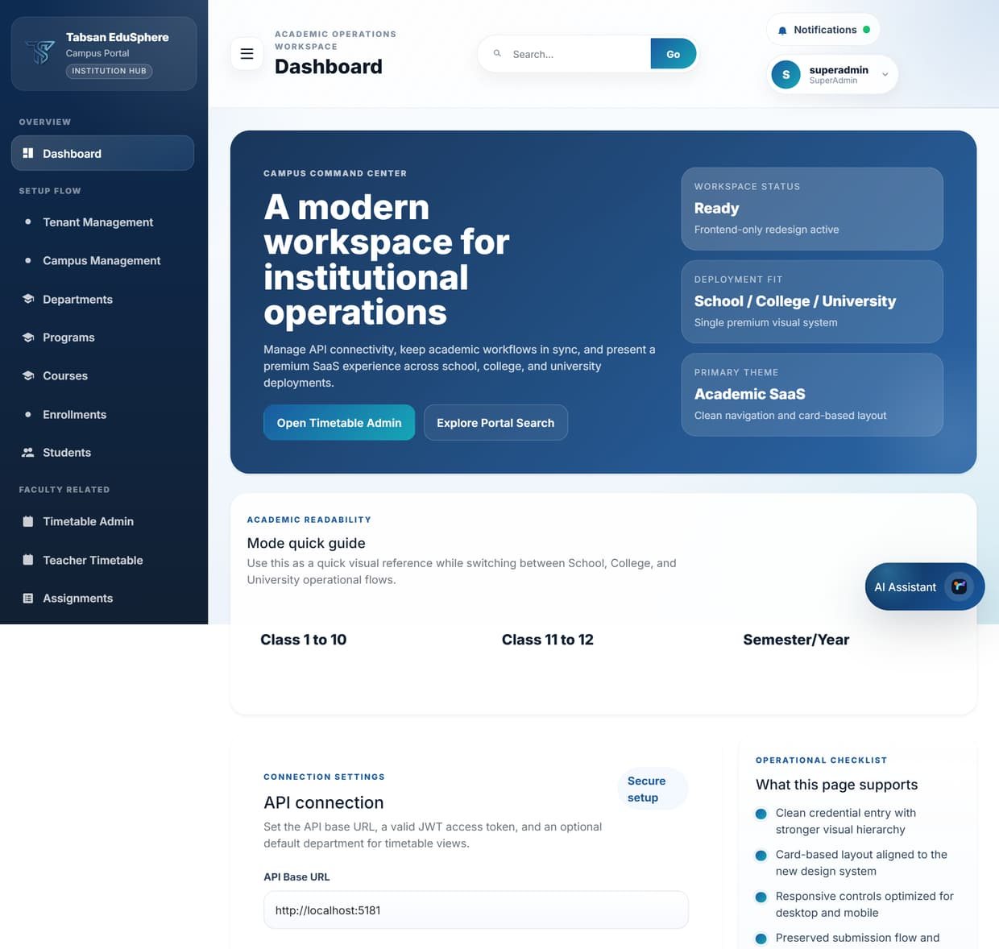 Tabsan EduSphere
Campus Portal
INSTITUTION HUB
OVERVIEW
Dashboard
SETUP FLOW
Tenant Management
Campus Management
Departments
Programs
Courses
Enrollments
Students
FACULTY RELATED
Timetable Admin
Teacher Timetable
Assignments
ACADEMIC OPERATIONS
WORKSPACE
Dashboard
Search...
Go
Notifications
S
superadmin
SuperAdmin
CAMPUS COMMAND CENTER
A modern
workspace for
institutional
operations
Manage API connectivity, keep academic workflows in sync, and present a
premium SaaS experience across school, college, and university
deployments.
Open Timetable Admin
Explore Portal Search
WORKSPACE STATUS
Ready
Frontend-only redesign active
DEPLOYMENT FIT
School / College / University
Single premium visual system
PRIMARY THEME
Academic SaaS
Clean navigation and card-based layout
ACADEMIC READABILITY
Mode quick guide
Use this as a quick visual reference while switching between School, College, and
University operational flows.
AI Assistant
Class 1 to 10
Class 11 to 12
Semester/Year
CONNECTION SETTINGS
API connection
Set the API base URL, a valid JWT access token, and an optional
default department for timetable views.
Secure
setup
API Base URL
http://localhost:5181
OPERATIONAL CHECKLIST
What this page supports
Clean credential entry with
stronger visual hierarchy
Card-based layout aligned to the
new design system
Responsive controls optimized for
desktop and mobile
Preserved submission flow and